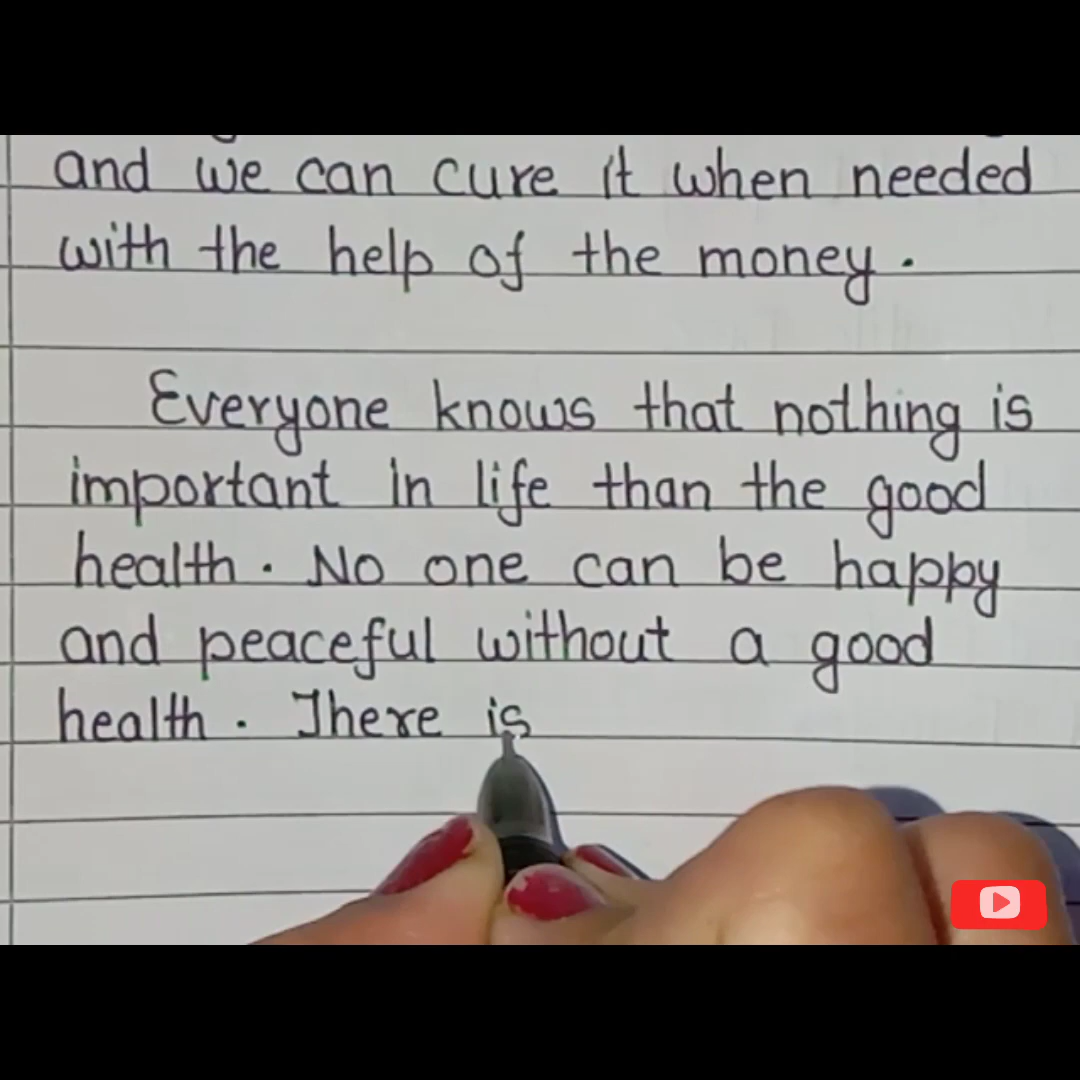 and we can cure it when needed
with the help of the money.
Everyone knows that nothing is
important in life than the good
health. No one can be happy
and peaceful without a good
health. There is